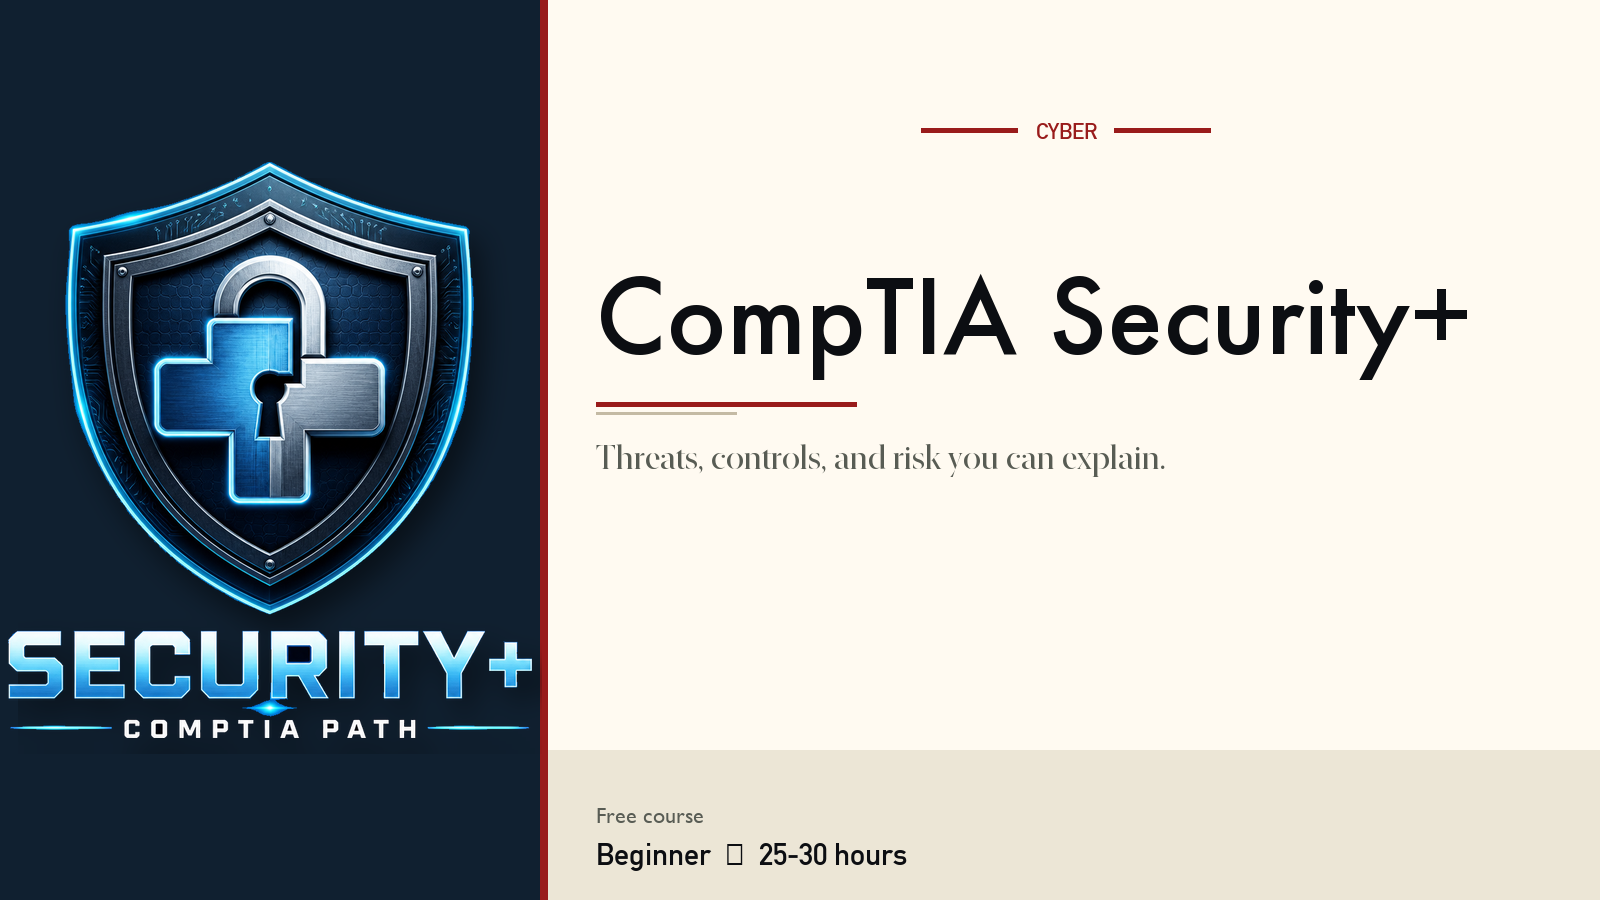 SECURITY+
COMPTIA PATH
CYBER
CompTIA Security+
Threats, controls, and risk you can explain.
Free course
Beginner □ 25-30 hours